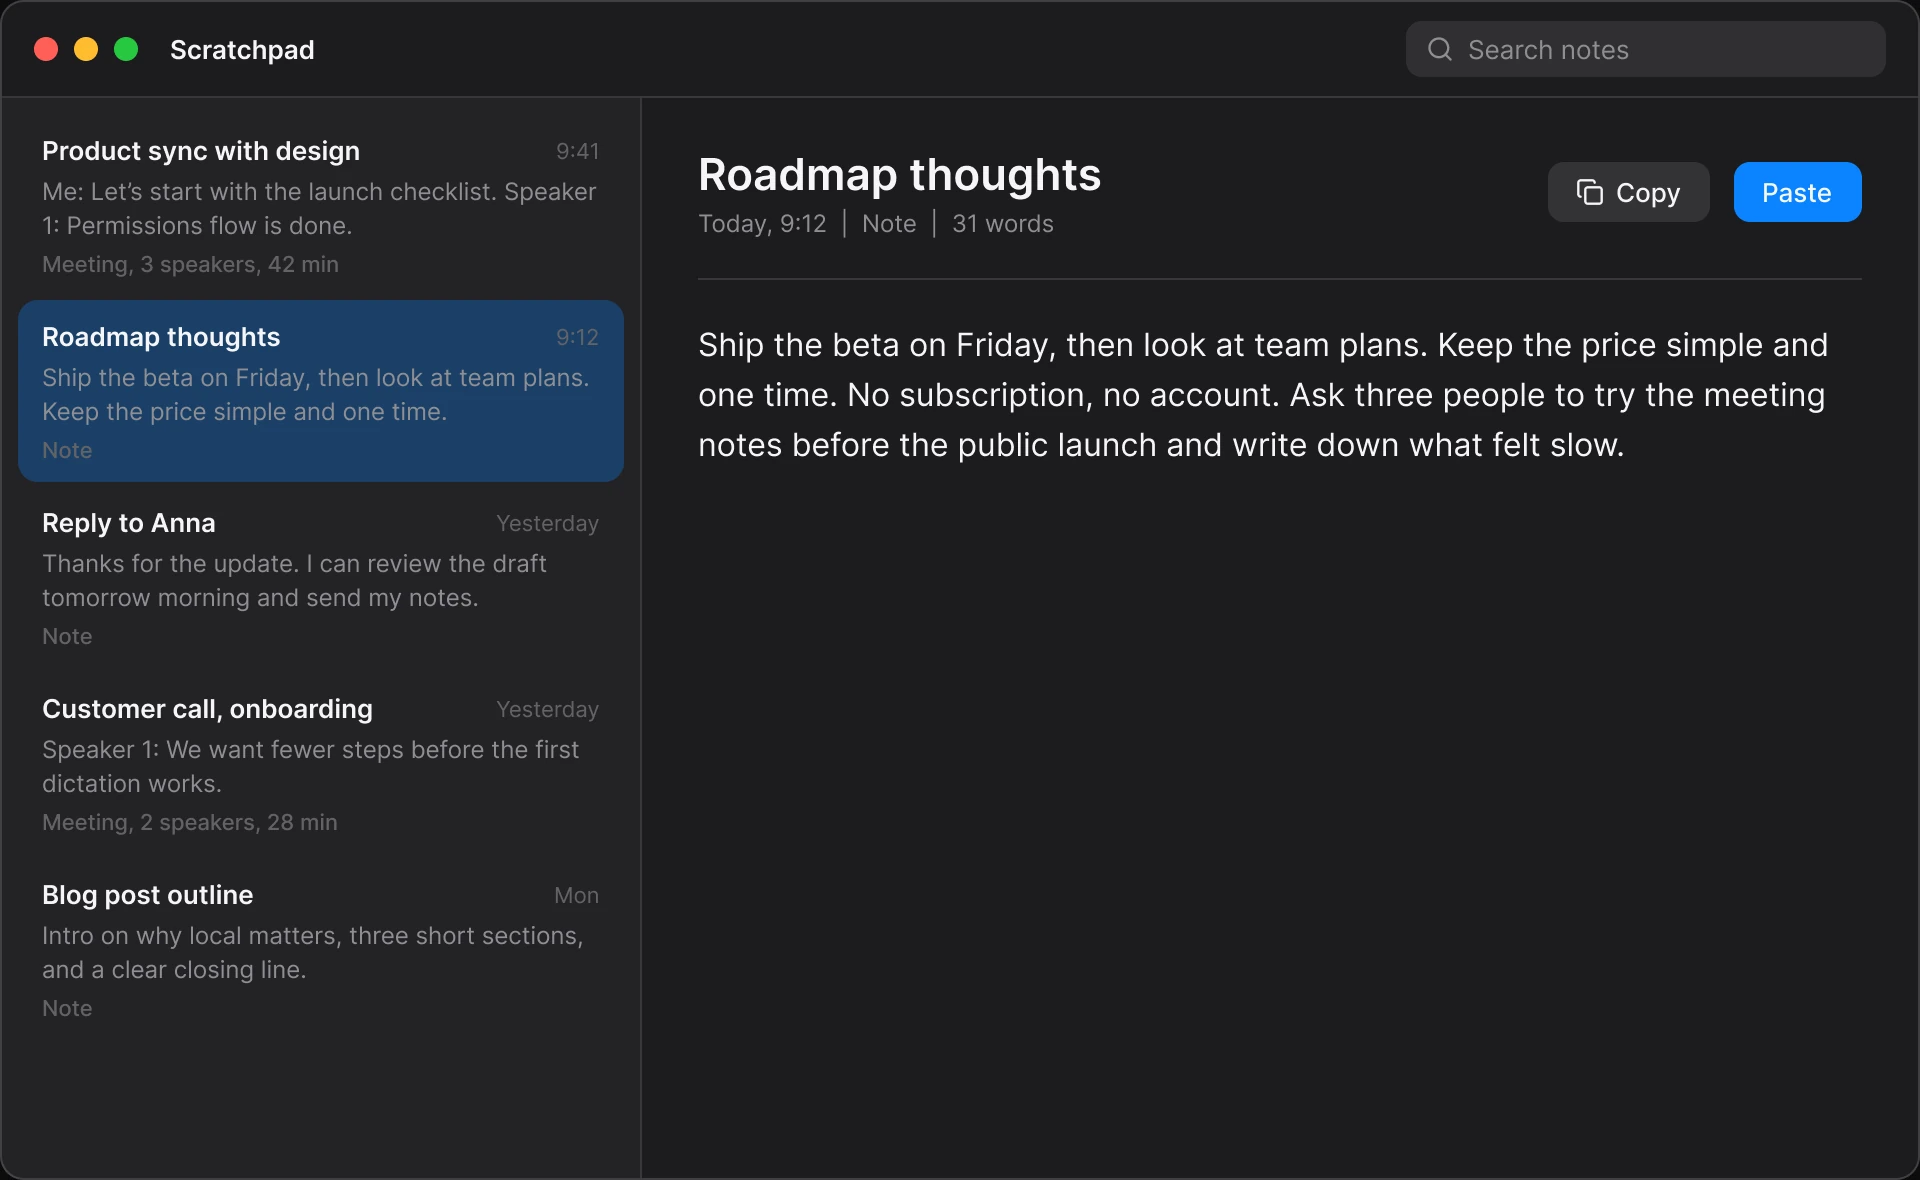 Scratchpad
Search notes
Product sync with design 9:41
Me: Let’s start with the launch checklist. Speaker
1: Permissions flow is done.
Meeting, 3 speakers, 42 min
Roadmap thoughts 9:12
Ship the beta on Friday, then look at team plans.
Keep the price simple and one time.
Note
Reply to Anna Yesterday
Thanks for the update. I can review the draft
tomorrow morning and send my notes.
Note
Customer call, onboarding Yesterday
Speaker 1: We want fewer steps before the first
dictation works.
Meeting, 2 speakers, 28 min
Blog post outline Mon
Intro on why local matters, three short sections,
and a clear closing line.
Note
Roadmap thoughts
Today, 9:12 | Note | 31 words
Copy
Paste
Ship the beta on Friday, then look at team plans. Keep the price simple and
one time. No subscription, no account. Ask three people to try the meeting
notes before the public launch and write down what felt slow.